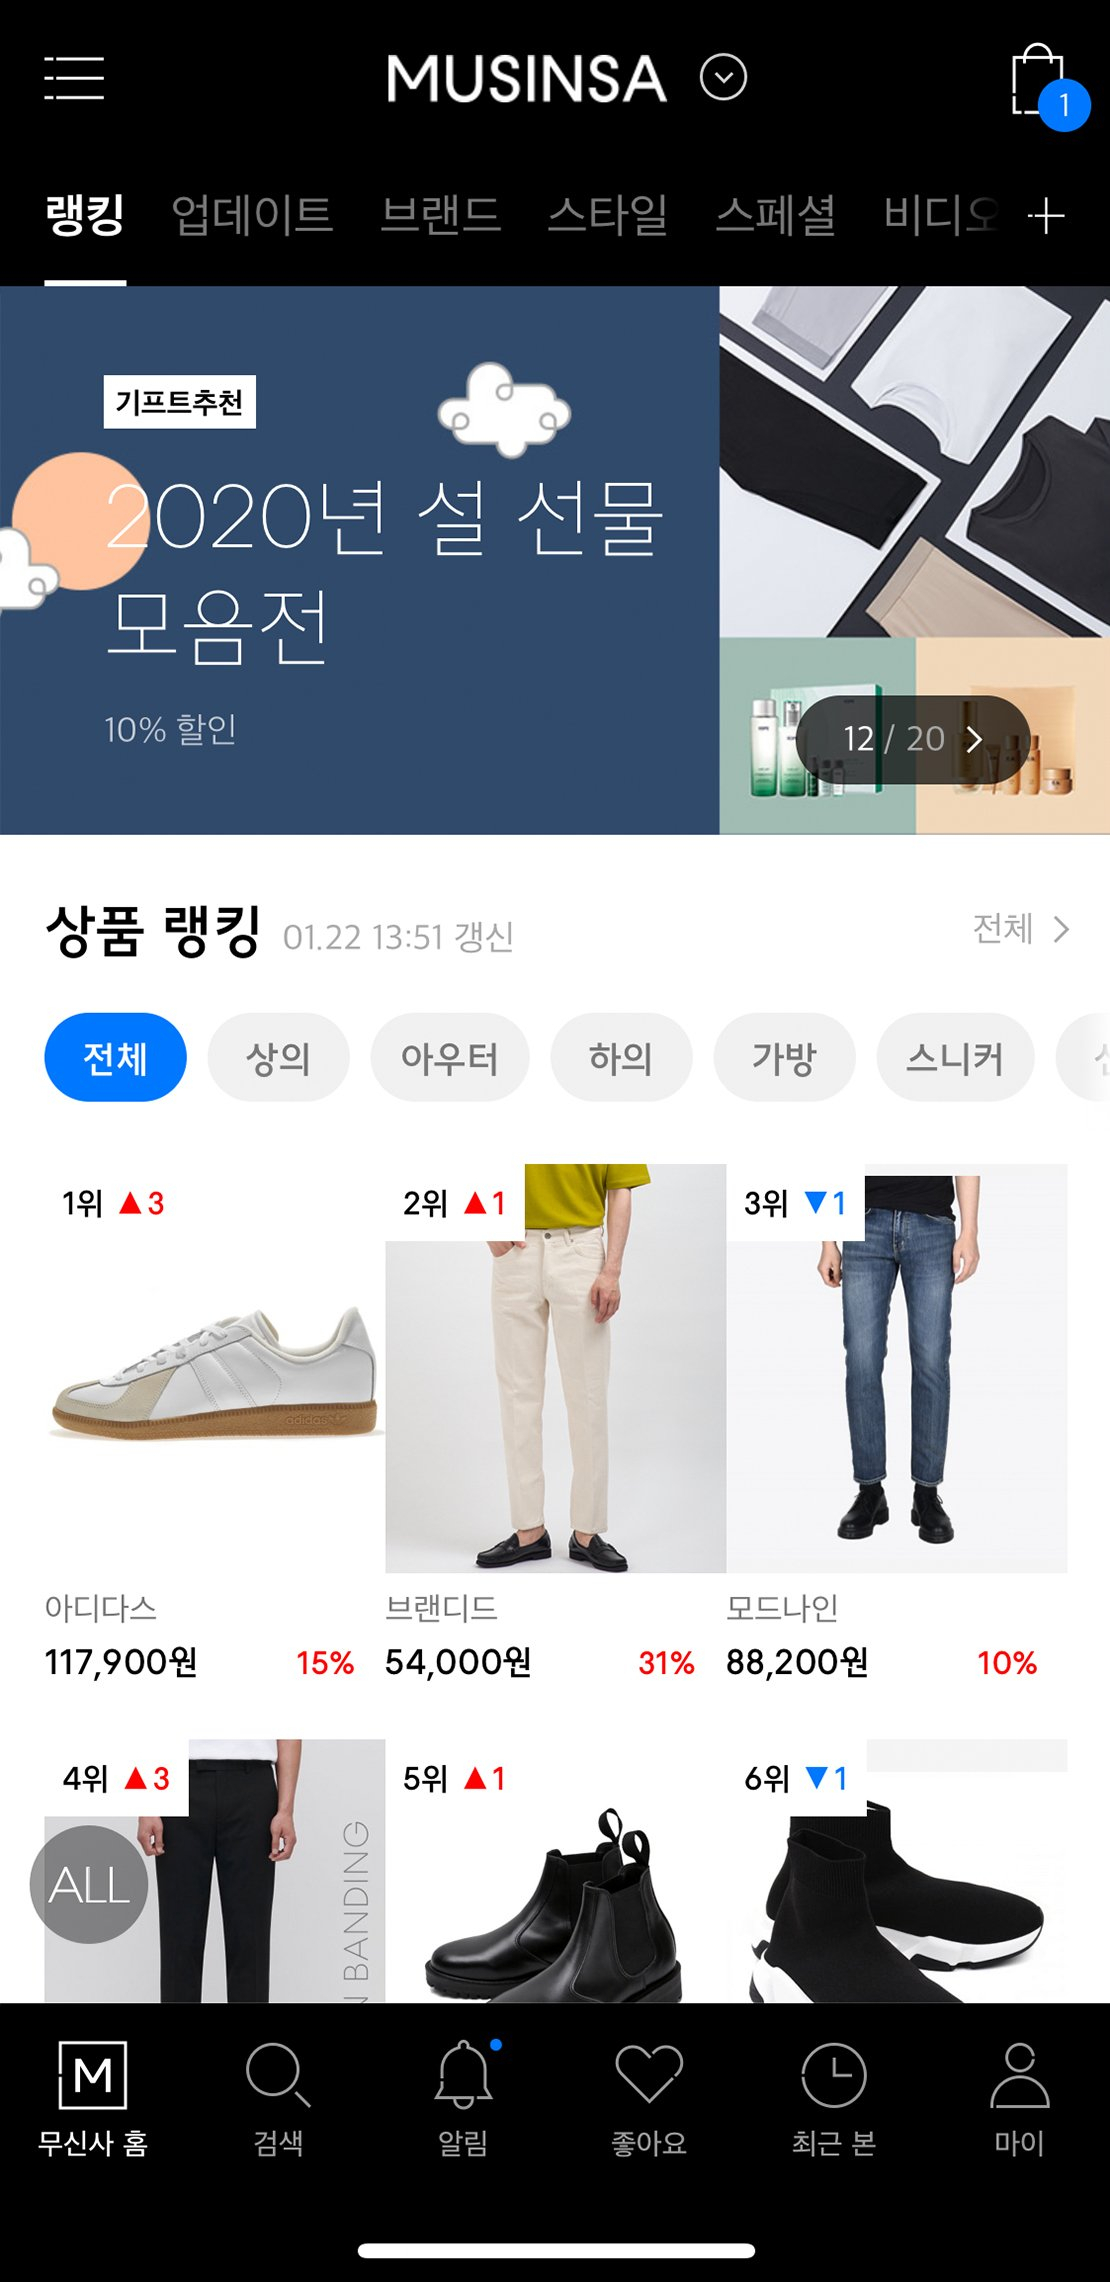 MUSINSA
1
랭킹 업데이트 브랜드 스타일 스페셜 비디오
기프트추천
2020년 설 선물
모음전
10% 할인
12 / 20
상품 랭킹 01.22 13:51 갱신 전체
전체 상의 아우터 하의 가방 스니커
1위 ▲3 2위 ▲1 3위 ▼1
adidas
아디다스 브랜디드 모드나인
117,900원 15% 54,000원 31% 88,200원 10%
4위 ▲3 5위 ▲1 6위 ▼1
ALL
BANDING
M
무신사 홈 검색 알림 좋아요 최근 본 마이